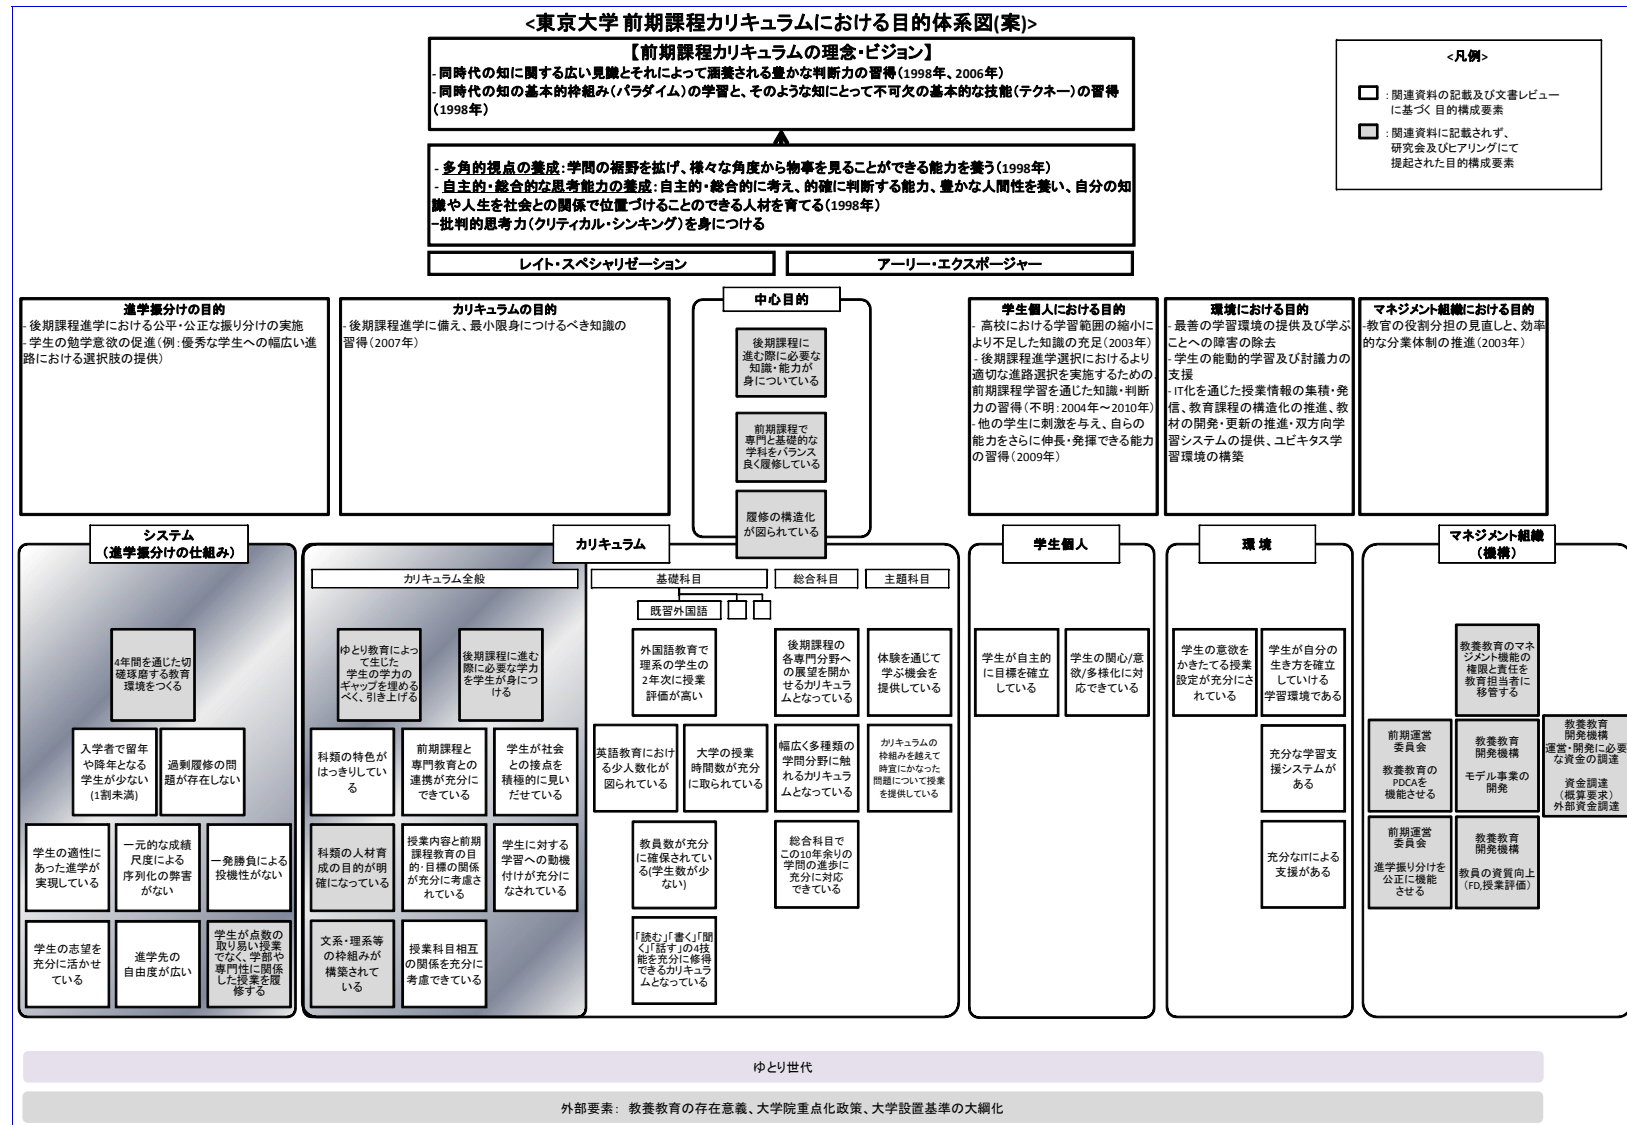 <東京大学 前期課程カリキュラムにおける目的体系図(案)>
【前期課程カリキュラムの理念・ビジョン】
- 同時代の知に関する広い見識とそれによって涵養される豊かな判断力の習得(1998年、2006年)
- 同時代の知の基本的枠組み(パラダイム)の学習と、そのような知にとって不可欠の基本的な技能(テクネー)の習得
(1998年)
<凡例>
:関連資料の記載及び文書レビュー
に基づく 目的構成要素
:関連資料に記載されず、
研究会及びヒアリングにて
提起された目的構成要素
- 多角的視点の養成:学問の裾野を拡げ、様々な角度から物事を見ることができる能力を養う(1998年)
- 自主的・総合的な思考能力の養成:自主的・総合的に考え、的確に判断する能力、豊かな人間性を養い、自分の知
識や人生を社会との関係で位置づけることのできる人材を育てる(1998年)
-批判的思考力(クリティカル・シンキング)を身につける
レイト・スペシャリゼーション
アーリー・エクスポージャー
進学振分けの目的
- 後期課程進学における公平・公正な振り分けの実施
- 学生の勉学意欲の促進(例:優秀な学生への幅広い進
路における選択肢の提供)
カリキュラムの目的
- 後期課程進学に備え、最小限身につけるべき知識の
習得(2007年)
中心目的
後期課程に
進む際に必要な
知識・能力が
身についている
前期課程で
専門と基礎的な
学科をバランス
良く履修している
履修の構造化
が図られている
学生個人における目的
- 高校における学習範囲の縮小に
より不足した知識の充足(2003年)
- 後期課程進学選択におけるより
適切な進路選択を実施するための、
前期課程学習を通じた知識・判断
力の習得(不明:2004年～2010年)
- 他の学生に刺激を与え、自らの
能力をさらに伸長・発揮できる能力
の習得(2009年)
環境における目的
- 最善の学習環境の提供及び学ぶ
ことへの障害の除去
- 学生の能動的学習及び討議力の
支援
- IT化を通じた授業情報の集積・発
信、教育課程の構造化の推進、教
材の開発・更新の推進・双方向学
習システムの提供、ユビキタス学
習環境の構築
マネジメント組織における目的
-教官の役割分担の見直しと、効率
的な分業体制の推進(2003年)
システム
(進学振分けの仕組み)
4年間を通じた切
磋琢磨する教育
環境をつくる
入学者で留年
や降年となる
学生が少ない
(1割未満)
過剰履修の問
題が存在しない
学生の適性に
あった進学が
実現している
一元的な成績
尺度による
序列化の弊害
がない
一発勝負による
投機性がない
学生の志望を
充分に活かせ
ている
進学先の
自由度が広い
学生が点数の
取り易い授業
でなく、学部や
専門性に関係
した授業を履
修する
カリキュラム
カリキュラム全般
ゆとり教育によっ
て生じた
学生の学力の
ギャップを埋める
べく、引き上げる
後期課程に進む
際に必要な学力
を学生が身につ
ける
科類の特色が
はっきりしてい
る
前期課程と
専門教育との
連携が充分に
できている
学生が社会
との接点を
積極的に見い
だせている
科類の人材育
成の目的が明
確になっている
授業内容と前期
課程教育の目
的・目標の関係
が充分に考慮さ
れている
学生に対する
学習への動機
付けが充分に
なされている
文系・理系等
の枠組みが
構築されて
いる
授業科目相互
の関係を充分に
考慮できている
基礎科目
既習外国語
外国語教育で
理系の学生の
2年次に授業
評価が高い
英語教育におけ
る少人数化が
図られている
大学の授業
時間数が充分
に取られている
教員数が充分
に確保されてい
る(学生数が少
ない)
「読む」「書く」「聞
く」「話す」の4技
能を充分に修得
できるカリキュラ
ムとなっている
総合科目
後期課程の
各専門分野へ
の展望を開か
せるカリキュラ
ムとなっている
幅広く多種類の
学問分野に触
れるカリキュラ
ムとなっている
総合科目で
この10年余りの
学問の進歩に
充分に対応
できている
主題科目
体験を通じて
学ぶ機会を
提供している
カリキュラムの
枠組みを越えて
時宜にかなった
問題について授業
を提供している
学生個人
学生が自主的
に目標を確立
している
学生の関心/意
欲/多様化に対
応できている
環 境
学生の意欲を
かきたてる授業
設定が充分にさ
れている
学生が自分の
生き方を確立
していける
学習環境である
充分な学習支
援システムが
ある
充分なITによる
支援がある
マネジメント組織
(機構)
教養教育のマネ
ジメント機能の
権限と責任を
教育担当者に
移管する
前期運営
委員会
教養教育の
PDCAを
機能させる
教養教育
開発機構
モデル事業の
開発
教養教育
開発機構
運営・開発に必要
な資金の調達
資金調達
(概算要求)
外部資金調達
前期運営
委員会
進学振り分けを
公正に機能
させる
教養教育
開発機構
教員の資質向上
(FD,授業評価)
ゆとり世代
外部要素: 教養教育の存在意義、大学院重点化政策、大学設置基準の大綱化